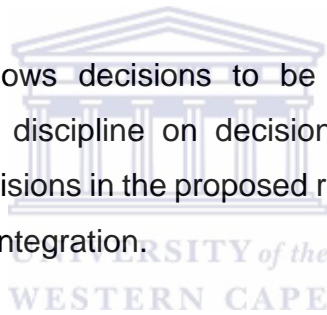 ows decisions to be
discipline on decision
isions in the proposed r
ntegration.
UNIVERSITY of the
WESTERN CAPE